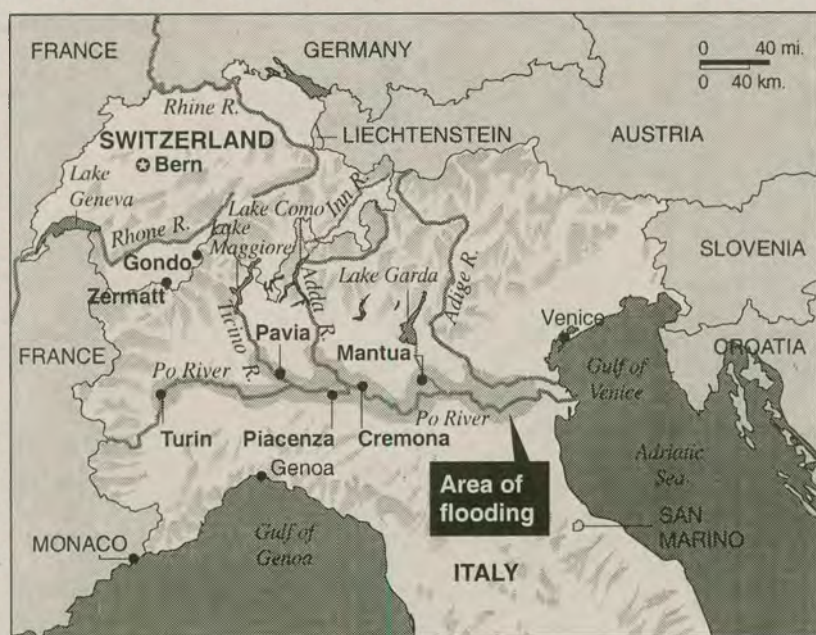 FRANCE
GERMANY
0 40 mi.
0 40 km.
Rhine R.
SWITZERLAND
Bern
LIECHTENSTEIN
AUSTRIA
Lake
Geneva
Rhone R.
Lake Como
Inn R.
Lake
Maggiore
Gondo
Zermatt
Ticino R.
Adda R.
Lake Garda
Adige R.
SLOVENIA
FRANCE
Pavia
Mantua
Venice
Gulf of
Venice
CROATIA
Po River
Po River
Turin
Piacenza
Cremona
Genoa
Area of
flooding
Adriatic
Sea
SAN
MARINO
MONACO
Gulf of
Genoa
ITALY